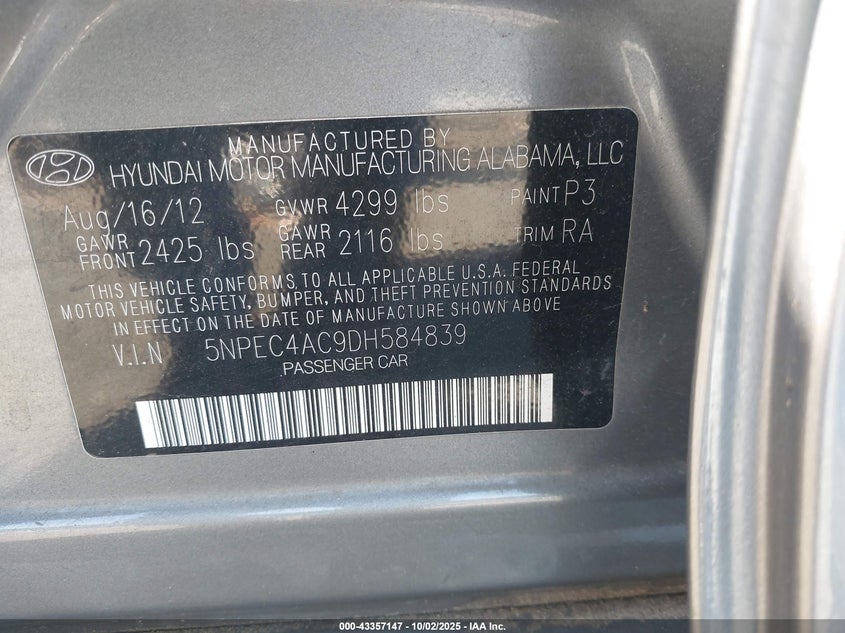 MANUFACTURED BY
HYUNDAI MOTOR MANUFACTURING ALABAMA, LLC
Aug/16/12 GVWR 4299 lbs PAINT P3
GAWR FRONT 2425 lbs GAWR REAR 2116 lbs TRIM RA
THIS VEHICLE CONFORMS TO ALL APPLICABLE U.S.A. FEDERAL
MOTOR VEHICLE SAFETY, BUMPER, AND THEFT PREVENTION STANDARDS
IN EFFECT ON THE DATE OF MANUFACTURE SHOWN ABOVE
V.I.N 5NPEC4AC9DH584839
PASSENGER CAR
000-43357147 - 10/02/2025 - IAA Inc.